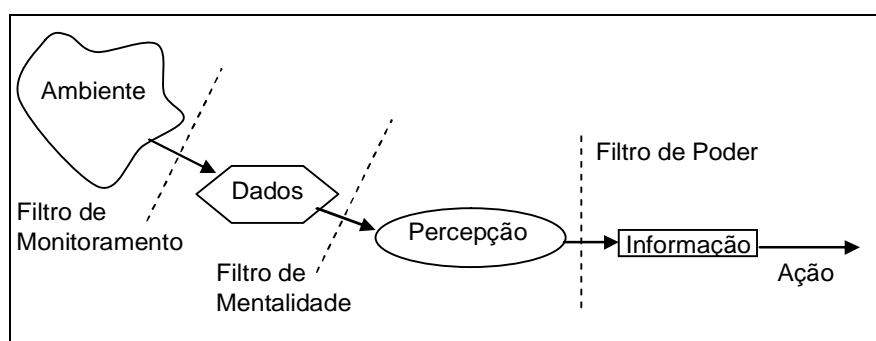 Ambiente
Filtro de
Monitoramento
Dados
Filtro de
Mentalidade
Percepção
Filtro de Poder
Informação
Ação